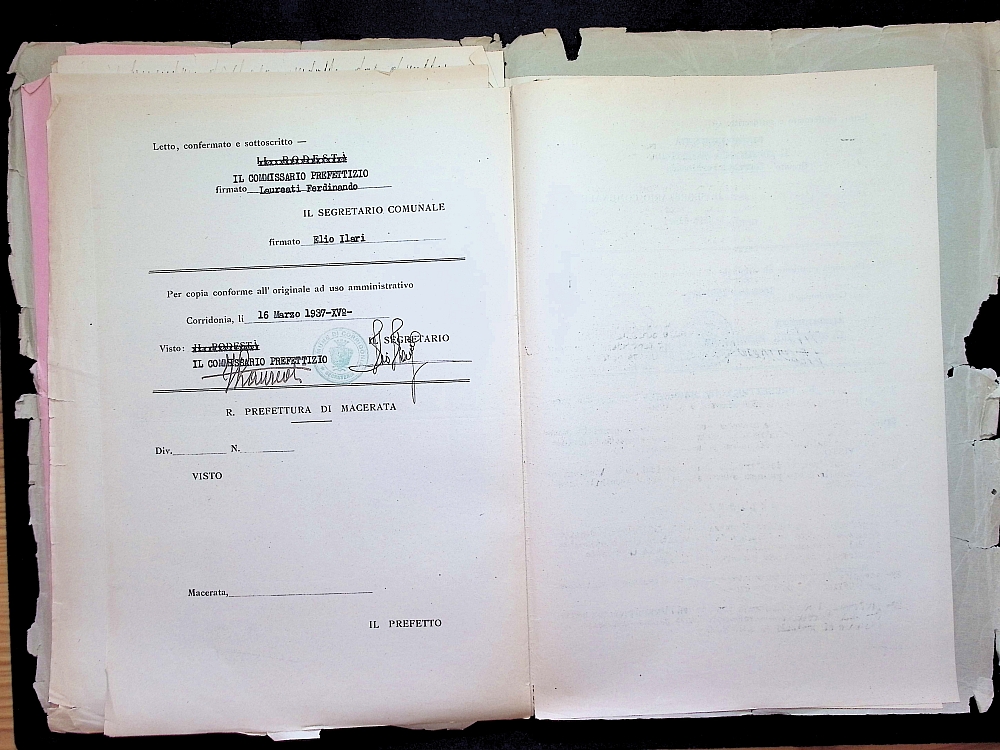 Letto, confermato e sottoscritto —
IL PODESTÀ
IL COMMISSARIO PREFETTIZIO
firmato Laureati Ferdinando
IL SEGRETARIO COMUNALE
firmato Elio Ilari
Per copia conforme all' originale ad uso amministrativo
Corridonia, li 16 Marzo 1937-XVº-
Visto: IL PODESTÀ
IL SEGRETARIO
IL COMMISSARIO PREFETTIZIO
R. PREFETTURA DI MACERATA
Div. N.
VISTO
Macerata,
IL PREFETTO